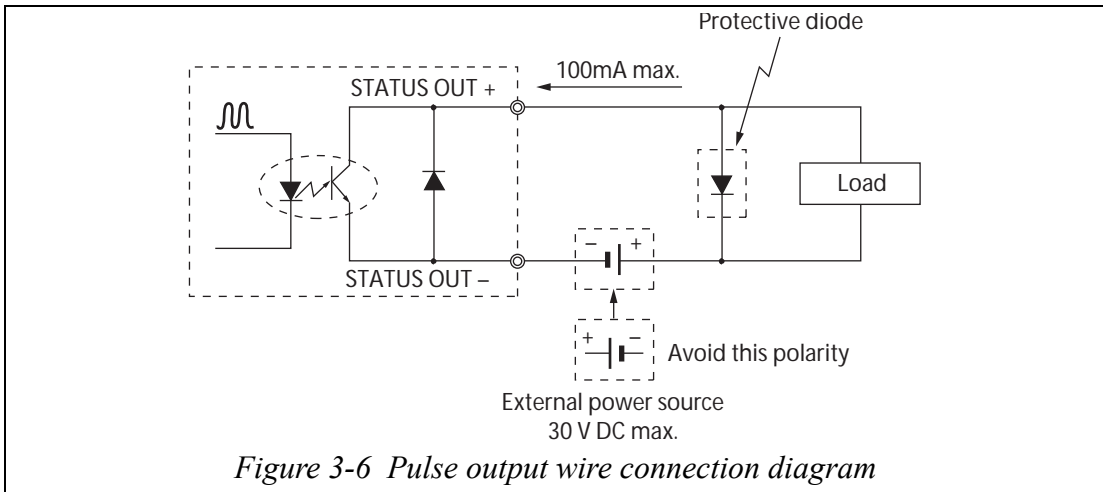 Protective diode
100mA max.
STATUS OUT +
Load
− +
STATUS OUT −
+ −
Avoid this polarity
External power source
30 V DC max.
Figure 3-6 Pulse output wire connection diagram